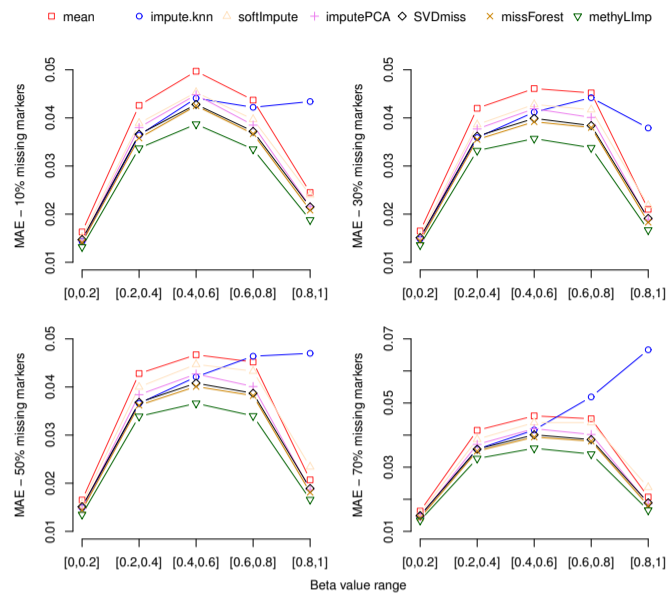 mean impute.knn softImpute imputePCA SVDmiss missForest methyLImp
MAE − 10% missing markers
0.05
0.04
0.03
0.02
0.01
[0,0.2] [0.2,0.4] [0.4,0.6] [0.6,0.8] [0.8,1]
MAE − 30% missing markers
0.05
0.04
0.03
0.02
0.01
[0,0.2] [0.2,0.4] [0.4,0.6] [0.6,0.8] [0.8,1]
MAE − 50% missing markers
0.05
0.04
0.03
0.02
0.01
[0,0.2] [0.2,0.4] [0.4,0.6] [0.6,0.8] [0.8,1]
MAE − 70% missing markers
0.07
0.05
0.03
0.01
[0,0.2] [0.2,0.4] [0.4,0.6] [0.6,0.8] [0.8,1]
Beta value range